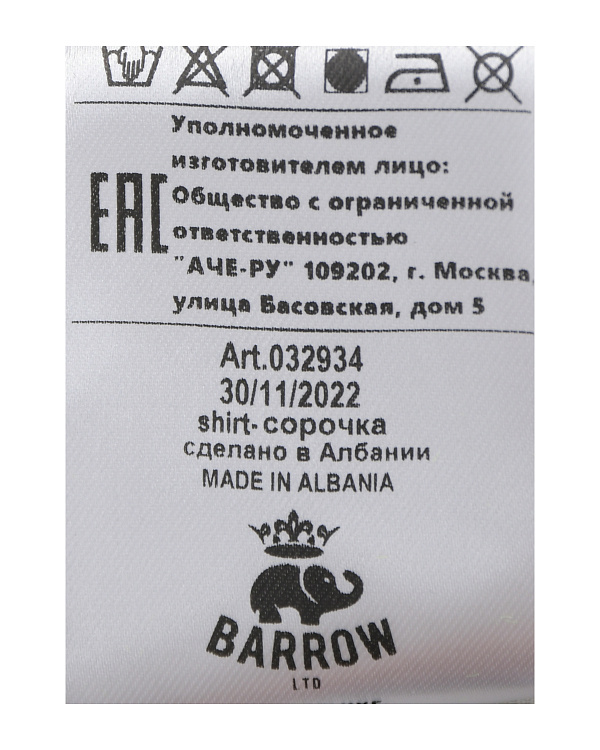 Уполномоченное
изготовителем лицо:
EAC
Общество с ограниченной
ответственностью
"АЧЕ-РУ" 109202, г. Москва,
улица Басовская, дом 5
Art.032934
30/11/2022
shirt-сорочка
сделано в Албании
MADE IN ALBANIA
BARROW
LTD